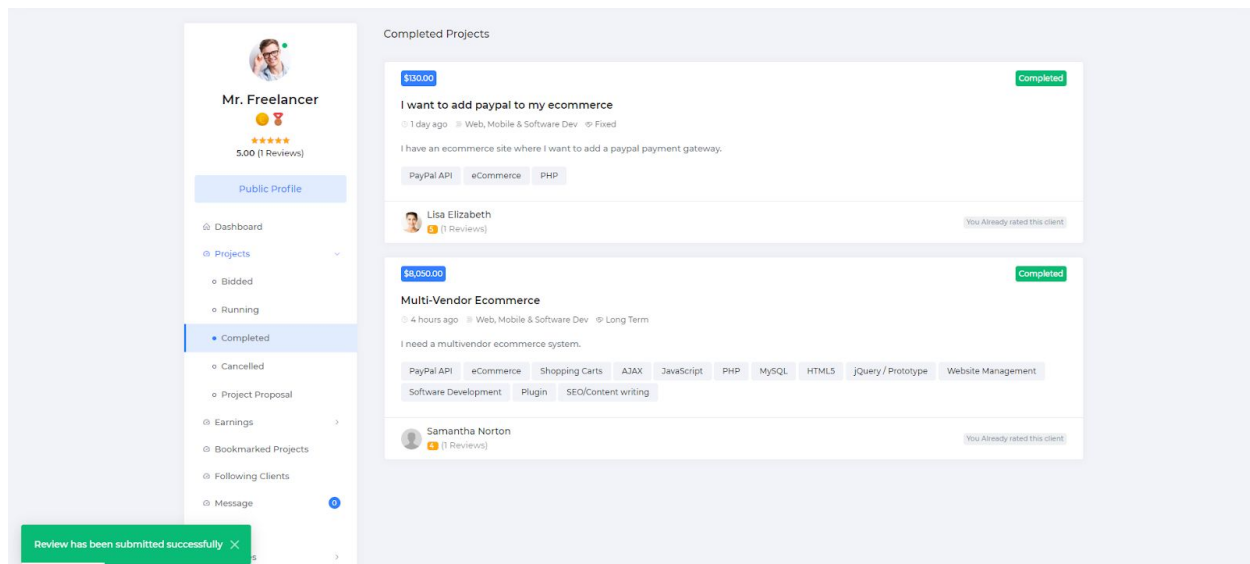 Mr. Freelancer
5.00 (1 Reviews)
Public Profile
Dashboard
Projects
Bidded
Running
Completed
Cancelled
Project Proposal
Earnings
Bookmarked Projects
Following Clients
Message 0
Review has been submitted successfully
Completed Projects
$130.00 Completed
I want to add paypal to my ecommerce
1 day ago Web, Mobile & Software Dev Fixed
I have an ecommerce site where I want to add a paypal payment gateway.
PayPal API eCommerce PHP
Lisa Elizabeth
5 (1 Reviews)
You Already rated this client
$8,050.00 Completed
Multi-Vendor Ecommerce
4 hours ago Web, Mobile & Software Dev Long Term
I need a multivendor ecommerce system.
PayPal API eCommerce Shopping Carts AJAX JavaScript PHP MySQL HTML5 jQuery / Prototype Website Management
Software Development Plugin SEO/Content writing
Samantha Norton
4 (1 Reviews)
You Already rated this client